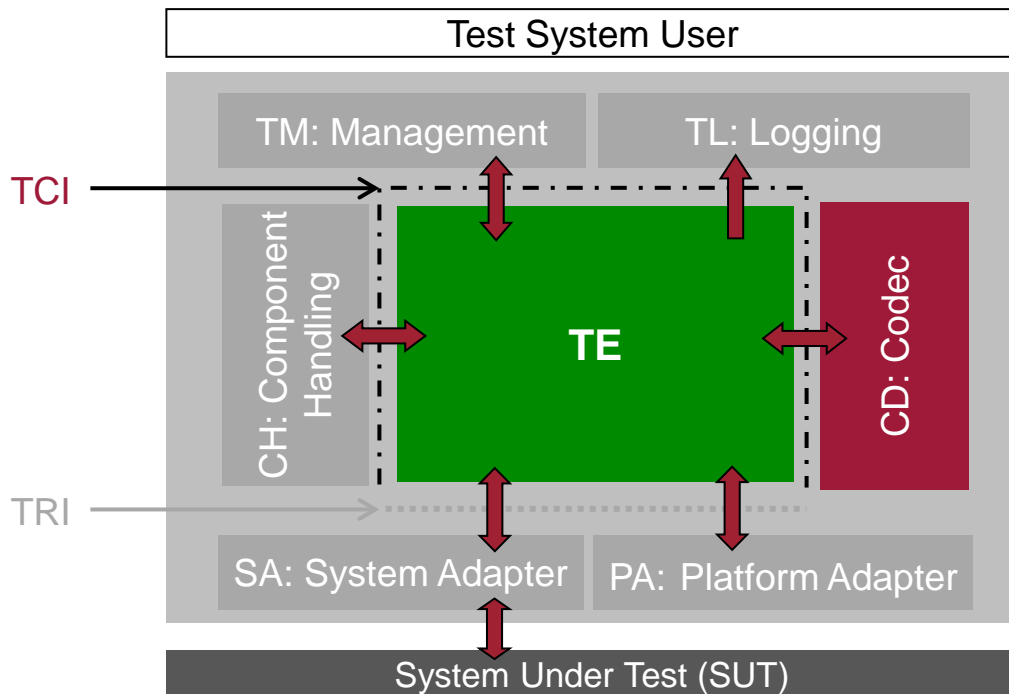 Test System User
TM: Management
TL: Logging
TCI
CH: Component
Handling
TE
CD: Codec
TRI
SA: System Adapter
PA: Platform Adapter
System Under Test (SUT)